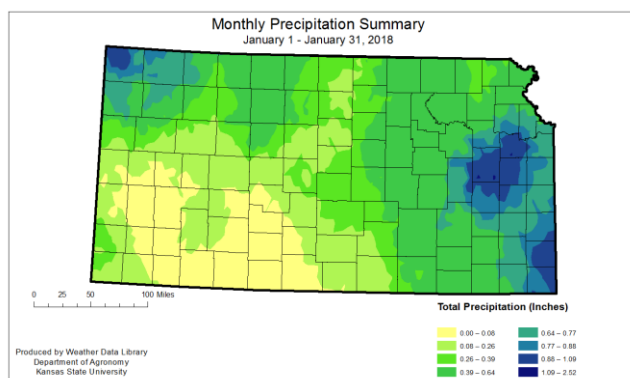 Monthly Precipitation Summary
January 1 - January 31, 2018
0 25 50 100 Miles
Total Precipitation (Inches)
0.00 – 0.08 0.64 – 0.77
0.08 – 0.26 0.77 – 0.88
0.26 – 0.39 0.88 – 1.09
0.39 – 0.64 1.09 – 2.52
Produced by Weather Data Library
Department of Agronomy
Kansas State University